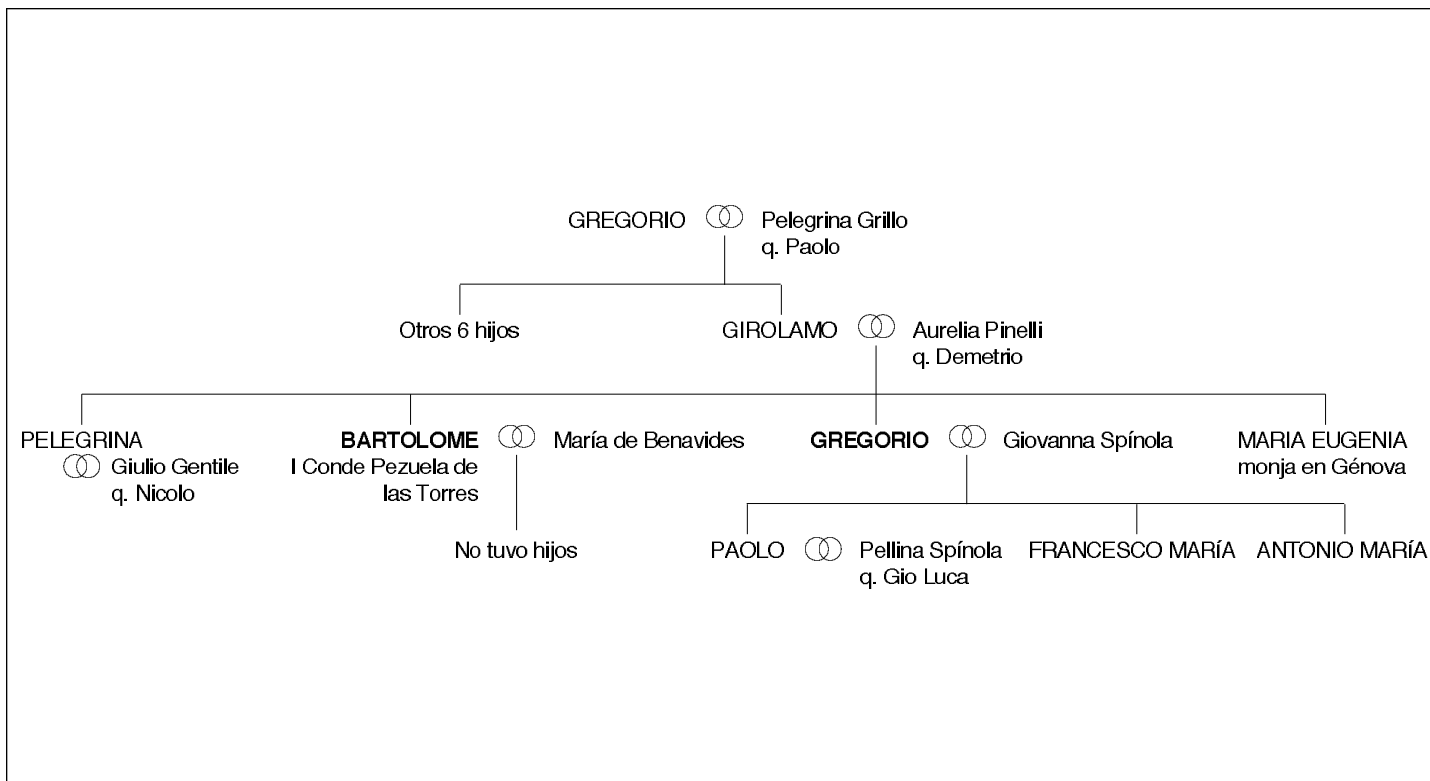 GREGORIO Pelegrina Grillo
q. Paolo
Otros 6 hijos GIROLAMO Aurelia Pinelli
q. Demetrio
PELEGRINA BARTOLOME María de Benavides GREGORIO Giovanna Spínola MARIA EUGENIA
Giulio Gentile I Conde Pezuela de monja en Génova
q. Nicolo las Torres
No tuvo hijos PAOLO Pellina Spínola FRANCESCO MARÍA ANTONIO MARÍA
q. Gio Luca